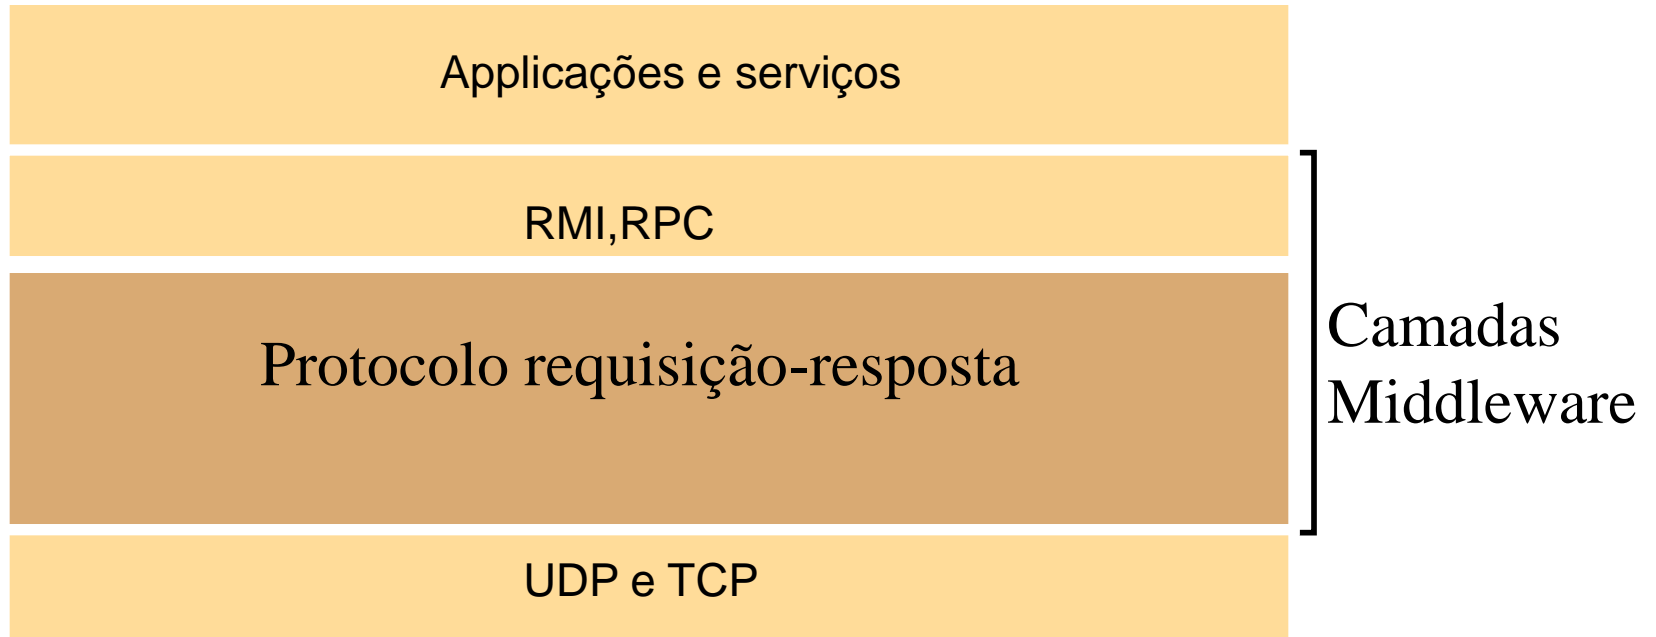 Applicações e serviços
RMI,RPC
Protocolo requisição-resposta
Camadas
Middleware
UDP e TCP